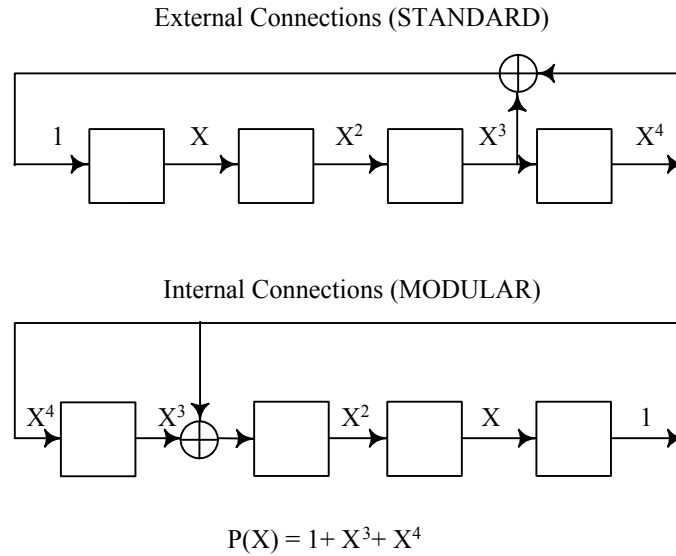 External Connections (STANDARD)
1 X X² X³ X⁴
Internal Connections (MODULAR)
X⁴ X³ X² X 1
P(X) = 1+ X³+ X⁴